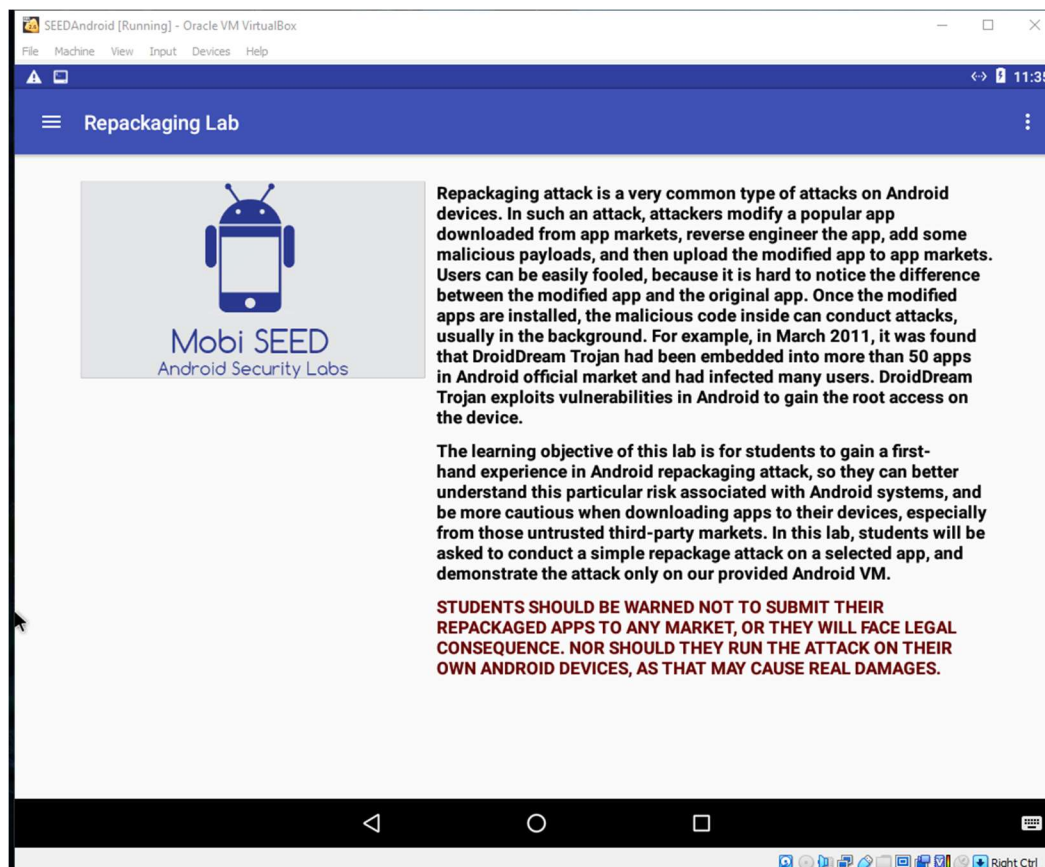 SEEDAndroid [Running] - Oracle VM VirtualBox
File Machine View Input Devices Help
11:35
Repackaging Lab
Mobi SEED
Android Security Labs
Repackaging attack is a very common type of attacks on Android
devices. In such an attack, attackers modify a popular app
downloaded from app markets, reverse engineer the app, add some
malicious payloads, and then upload the modified app to app markets.
Users can be easily fooled, because it is hard to notice the difference
between the modified app and the original app. Once the modified
apps are installed, the malicious code inside can conduct attacks,
usually in the background. For example, in March 2011, it was found
that DroidDream Trojan had been embedded into more than 50 apps
in Android official market and had infected many users. DroidDream
Trojan exploits vulnerabilities in Android to gain the root access on
the device.
The learning objective of this lab is for students to gain a first-
hand experience in Android repackaging attack, so they can better
understand this particular risk associated with Android systems, and
be more cautious when downloading apps to their devices, especially
from those untrusted third-party markets. In this lab, students will be
asked to conduct a simple repackage attack on a selected app, and
demonstrate the attack only on our provided Android VM.
STUDENTS SHOULD BE WARNED NOT TO SUBMIT THEIR
REPACKAGED APPS TO ANY MARKET, OR THEY WILL FACE LEGAL
CONSEQUENCE. NOR SHOULD THEY RUN THE ATTACK ON THEIR
OWN ANDROID DEVICES, AS THAT MAY CAUSE REAL DAMAGES.
Right Ctrl